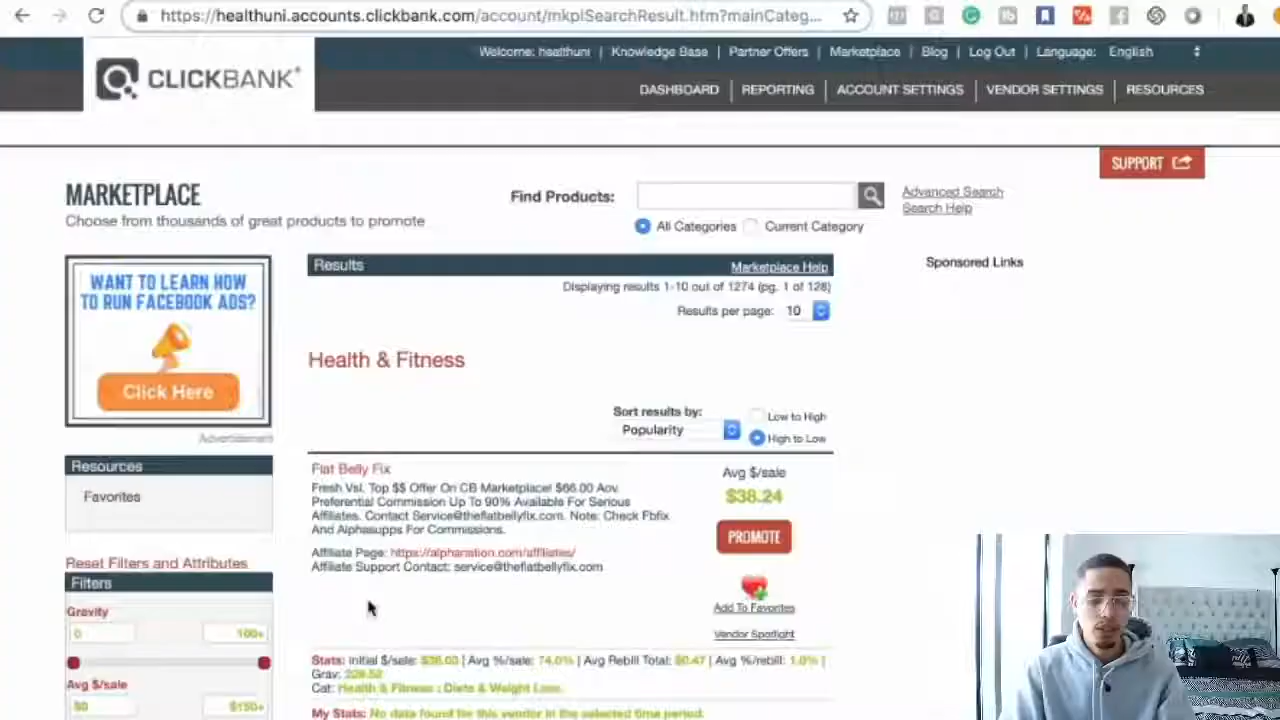 https://healthuni.accounts.clickbank.com/account/mkplSearchResult.htm?mainCateg...
Welcome: healthuni | Knowledge Base | Partner Offers | Marketplace | Blog | Log Out | Language: English
CLICKBANK
DASHBOARD | REPORTING | ACCOUNT SETTINGS | VENDOR SETTINGS | RESOURCES
SUPPORT
MARKETPLACE
Choose from thousands of great products to promote
Find Products:
Advanced Search
Search Help
All Categories
Current Category
WANT TO LEARN HOW
TO RUN FACEBOOK ADS?
Click Here
Advertisement
Results
Marketplace Help
Sponsored Links
Displaying results 1-10 out of 1274 (pg. 1 of 128)
Results per page: 10
Health & Fitness
Sort results by:
Popularity
Low to High
High to Low
Resources
Favorites
Reset Filters and Attributes
Filters
Gravity
0
100+
Avg $/sale
$0
$150+
Flat Belly Fix
Fresh Vsl. Top $$ Offer On CB Marketplace! $66.00 Aov.
Preferential Commission Up To 90% Available For Serious
Affiliates. Contact Service@theflatbellyfix.com. Note: Check Fbfix
And Alphasupps For Commissions.
Affiliate Page: https://alphanation.com/affiliates/
Affiliate Support Contact: service@theflatbellyfix.com
Avg $/sale
$38.24
PROMOTE
Add To Favorites
Vendor Spotlight
Stats: Initial $/sale: $38.03 | Avg %/sale: 74.0% | Avg Rebill Total: $0.47 | Avg %/rebill: 1.0% |
Grav:
Cat: Health & Fitness : Diets & Weight Loss
My Stats: No data found for this vendor in the selected time period.